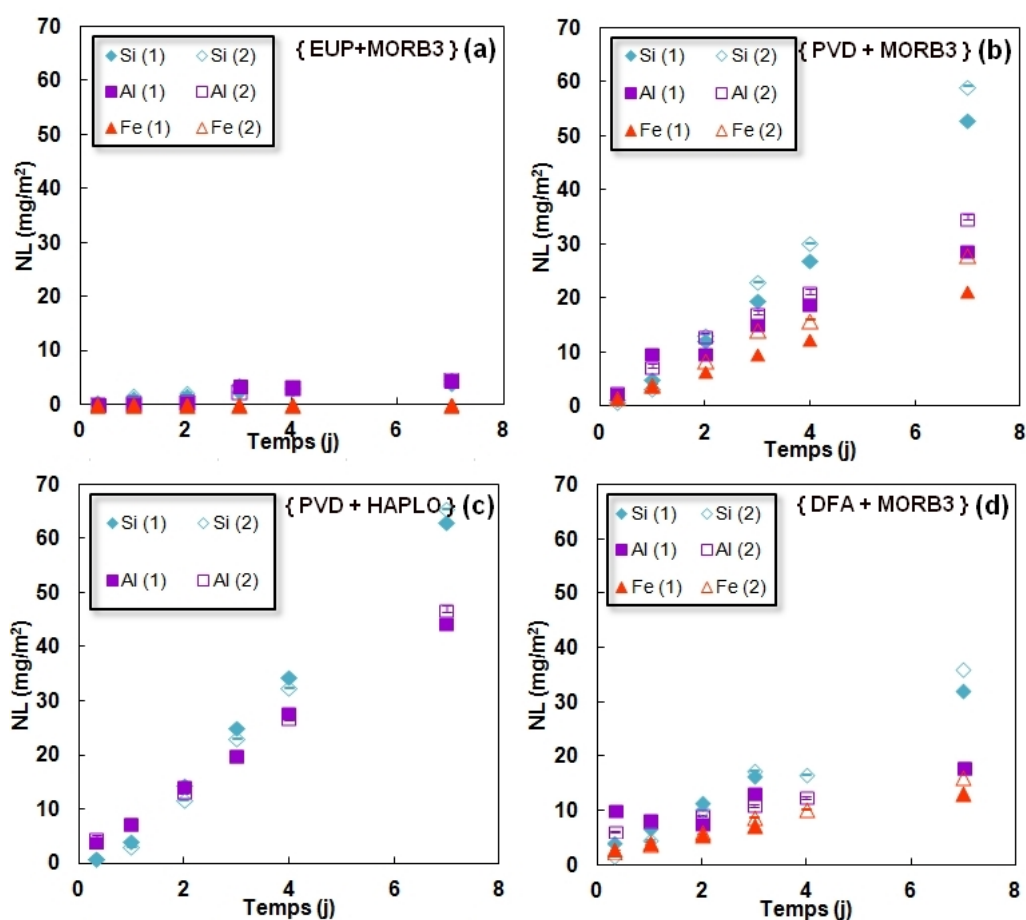 { EUP+MORB3 } (a)
Si (1) Si (2)
Al (1) Al (2)
Fe (1) Fe (2)
70
60
50
40
30
20
10
0
NL (mg/m²)
0 2 4 6 8
Temps (j)
{ PVD + MORB3 } (b)
Si (1) Si (2)
Al (1) Al (2)
Fe (1) Fe (2)
70
60
50
40
30
20
10
0
NL (mg/m²)
0 2 4 6 8
Temps (j)
{ PVD + HAPLO } (c)
Si (1) Si (2)
Al (1) Al (2)
70
60
50
40
30
20
10
0
NL (mg/m²)
0 2 4 6 8
Temps (j)
{ DFA + MORB3 } (d)
Si (1) Si (2)
Al (1) Al (2)
Fe (1) Fe (2)
70
60
50
40
30
20
10
0
NL (mg/m²)
0 2 4 6 8
Temps (j)